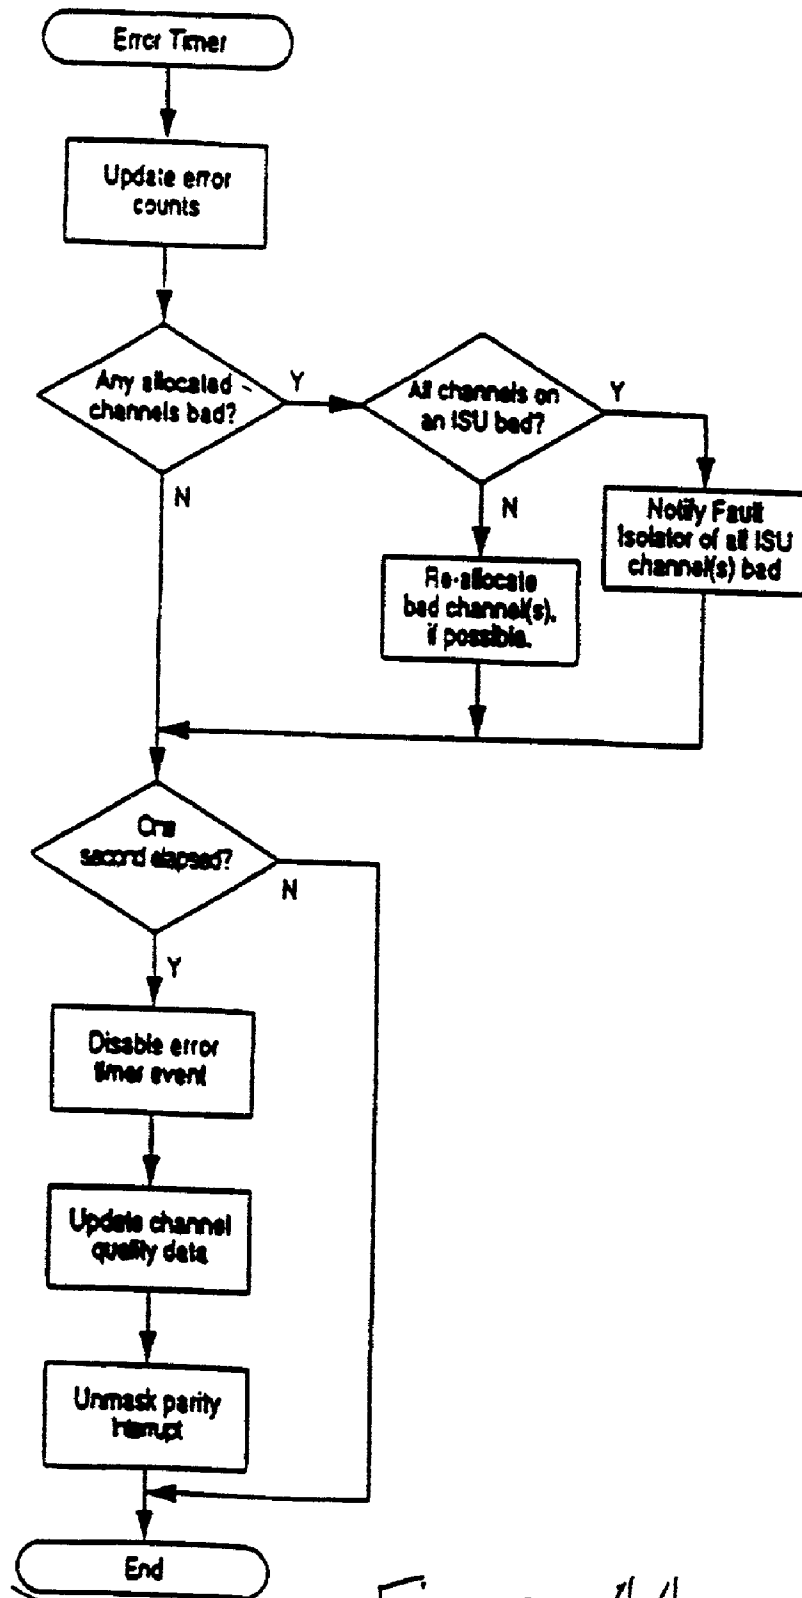 Error Timer
Update error
counts
Any allocated
channels bad?
Y
All channels on
an ISU bad?
Y
N
N
Notify Fault
Isolator of all ISU
channel(s) bad
Re-allocate
bad channel(s),
if possible.
One
second elapsed?
N
Y
Disable error
timer event
Update channel
quality data
Unmask parity
interrupt
End